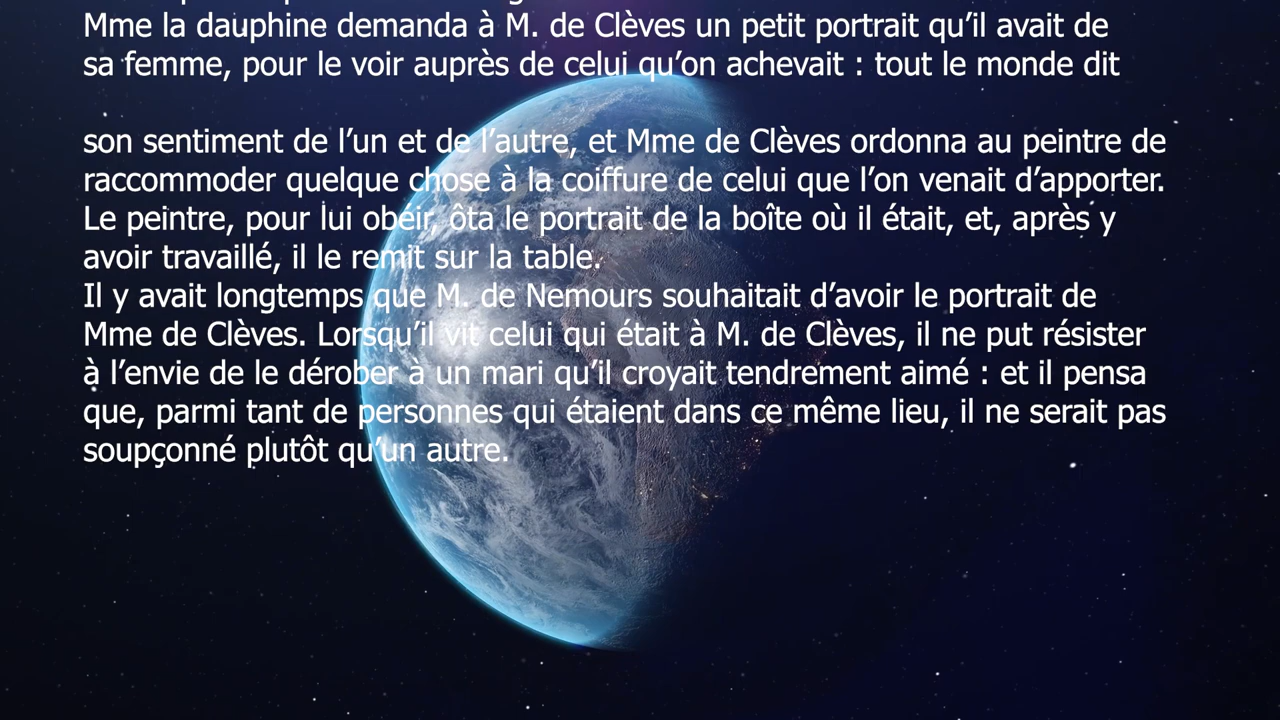 Mme la dauphine demanda à M. de Clèves un petit portrait qu’il avait de
sa femme, pour le voir auprès de celui qu’on achevait : tout le monde dit
son sentiment de l’un et de l’autre, et Mme de Clèves ordonna au peintre de
raccommoder quelque chose à la coiffure de celui que l’on venait d’apporter.
Le peintre, pour lui obéir, ôta le portrait de la boîte où il était, et, après y
avoir travaillé, il le remit sur la table.
Il y avait longtemps que M. de Nemours souhaitait d’avoir le portrait de
Mme de Clèves. Lorsqu’il vit celui qui était à M. de Clèves, il ne put résister
à l’envie de le dérober à un mari qu’il croyait tendrement aimé : et il pensa
que, parmi tant de personnes qui étaient dans ce même lieu, il ne serait pas
soupçonné plutôt qu’un autre.